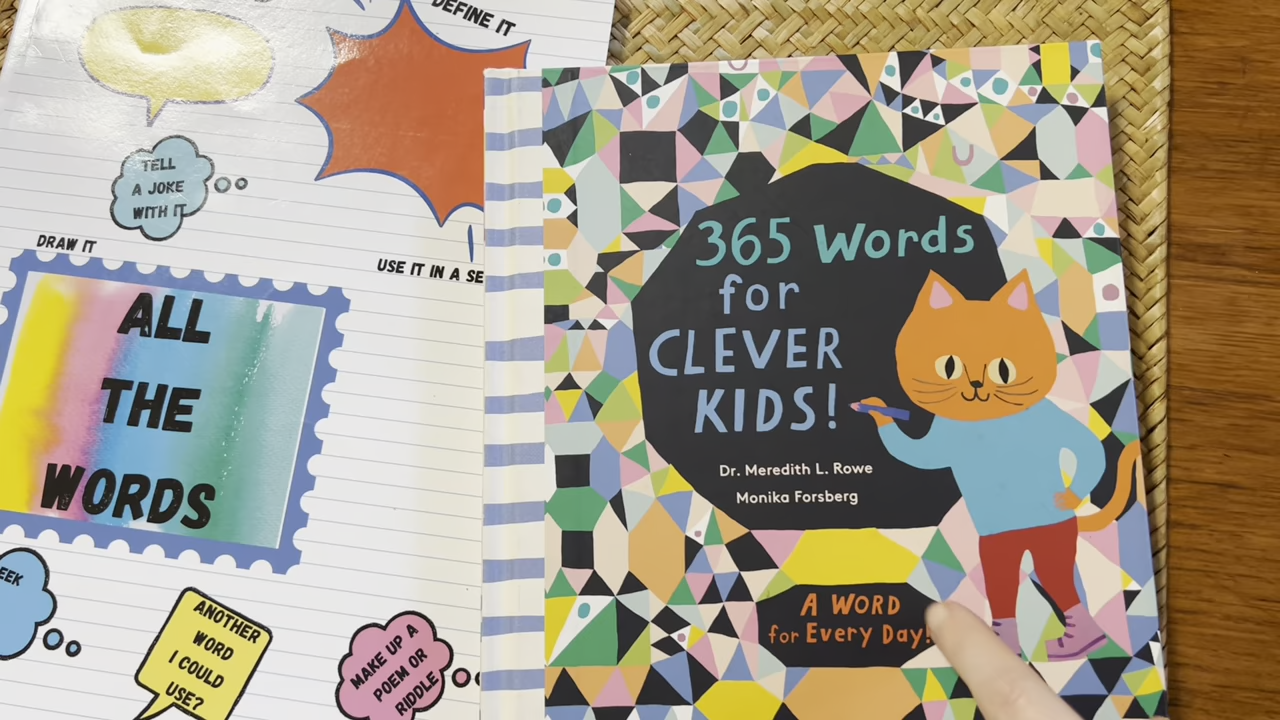 DEFINE IT
TELL
A JOKE
WITH IT
DRAW IT
USE IT IN A SE
ALL
THE
WORDS
EEK
ANOTHER
WORD
I COULD
USE?
MAKE UP A
POEM OR
RIDDLE
365 Words
for
CLEVER
KIDS!
Dr. Meredith L. Rowe
Monika Forsberg
A WORD
for Every Day!